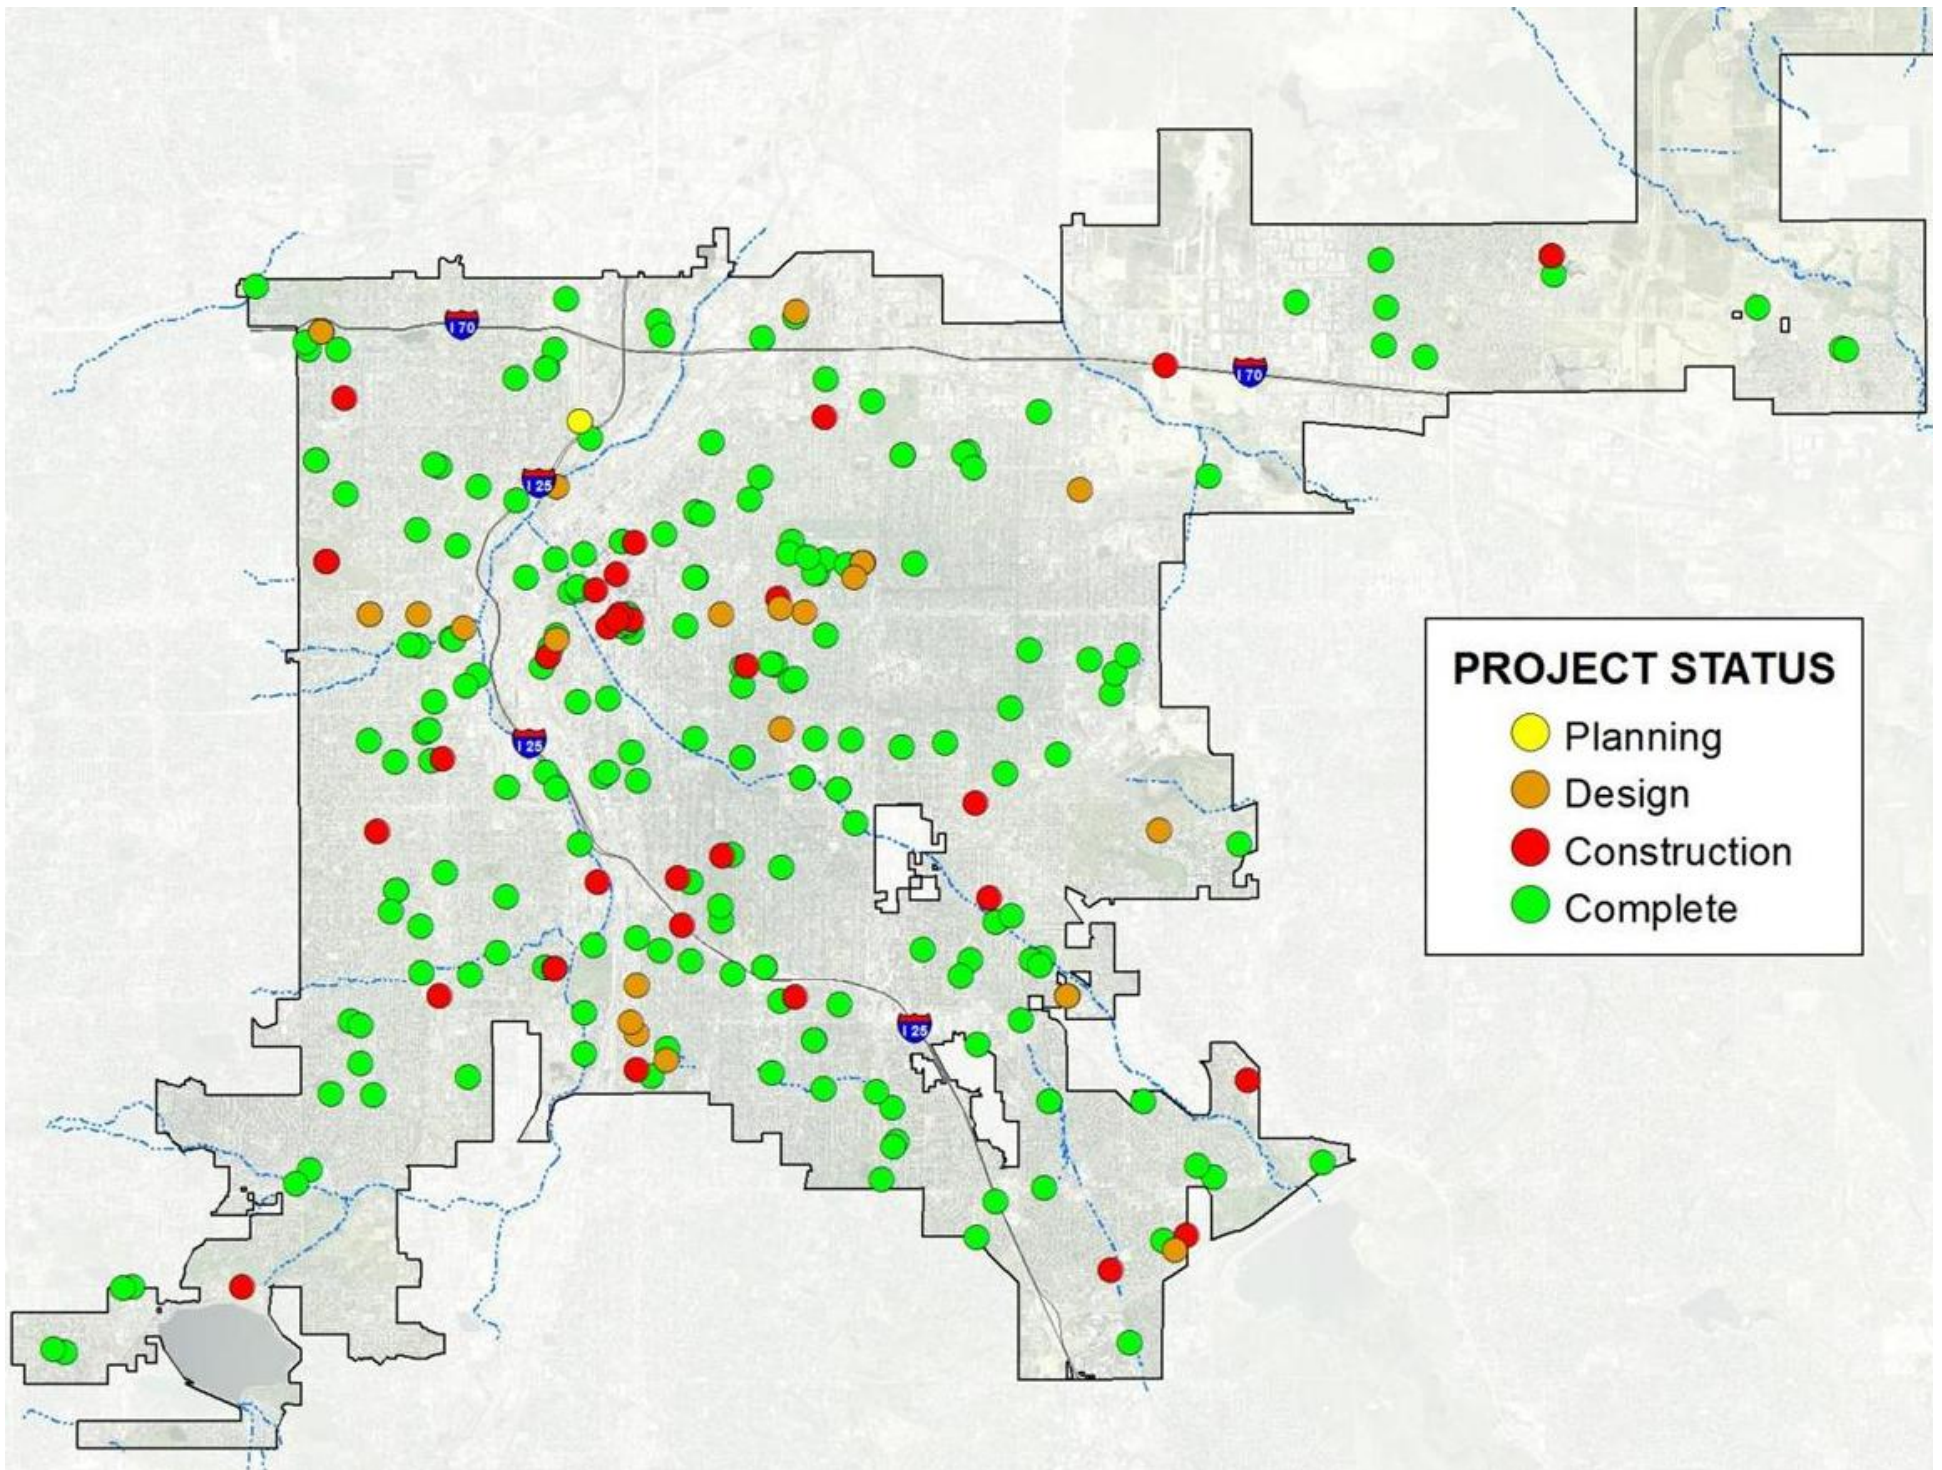 I 70
I 70
I 25
I 25
I 25
PROJECT STATUS
Planning
Design
Construction
Complete